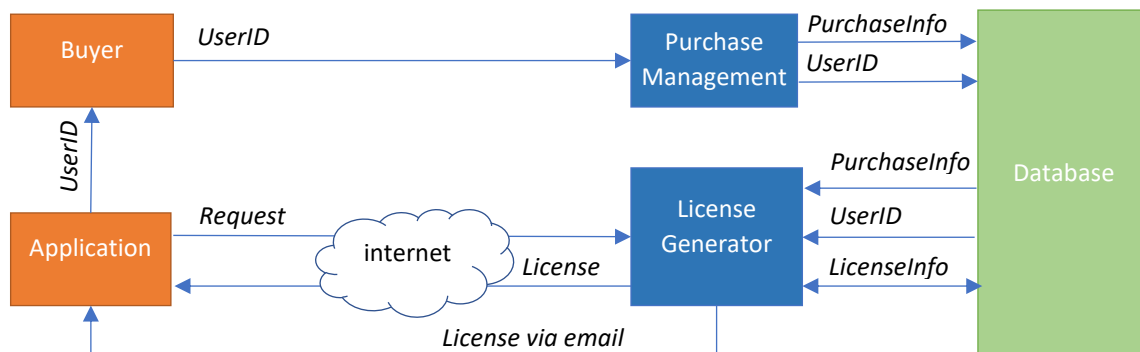 Buyer
UserID
Purchase
Management
PurchaseInfo
UserID
UserID
Database
Application
Request
internet
License
License
Generator
PurchaseInfo
UserID
LicenseInfo
License via email